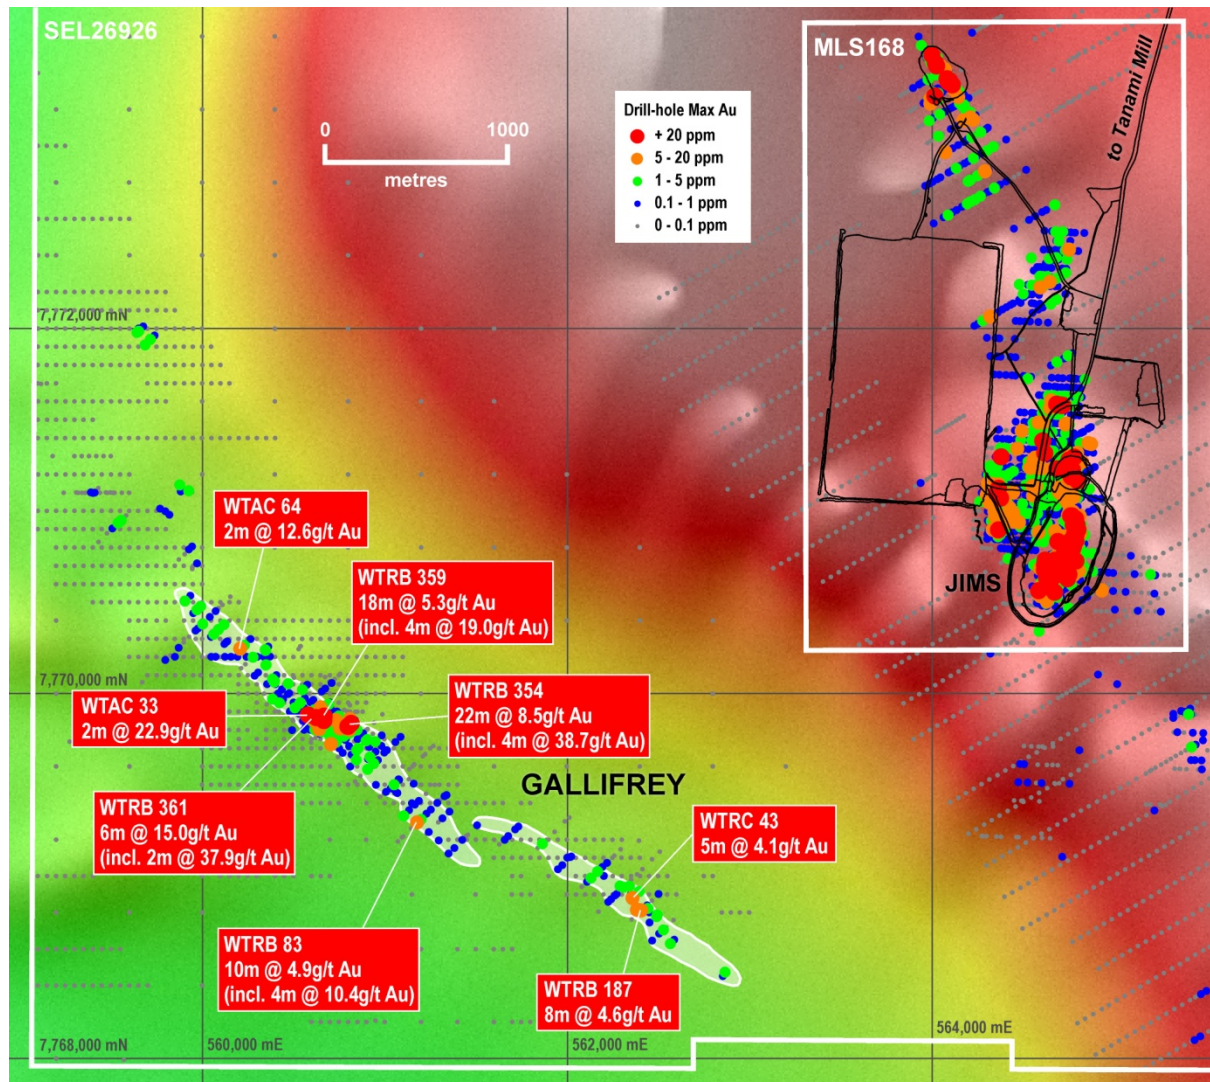 SEL26926
MLS168
to Tanami Mill
0 1000
metres
Drill-hole Max Au
+ 20 ppm
5 - 20 ppm
1 - 5 ppm
0.1 - 1 ppm
0 - 0.1 ppm
7,772,000 mN
WTAC 64
2m @ 12.6g/t Au
WTRB 359
18m @ 5.3g/t Au
(incl. 4m @ 19.0g/t Au)
JIMS
7,770,000 mN
WTAC 33
2m @ 22.9g/t Au
WTRB 354
22m @ 8.5g/t Au
(incl. 4m @ 38.7g/t Au)
GALLIFREY
WTRB 361
6m @ 15.0g/t Au
(incl. 2m @ 37.9g/t Au)
WTRC 43
5m @ 4.1g/t Au
WTRB 83
10m @ 4.9g/t Au
(incl. 4m @ 10.4g/t Au)
WTRB 187
8m @ 4.6g/t Au
7,768,000 mN
560,000 mE
562,000 mE
564,000 mE